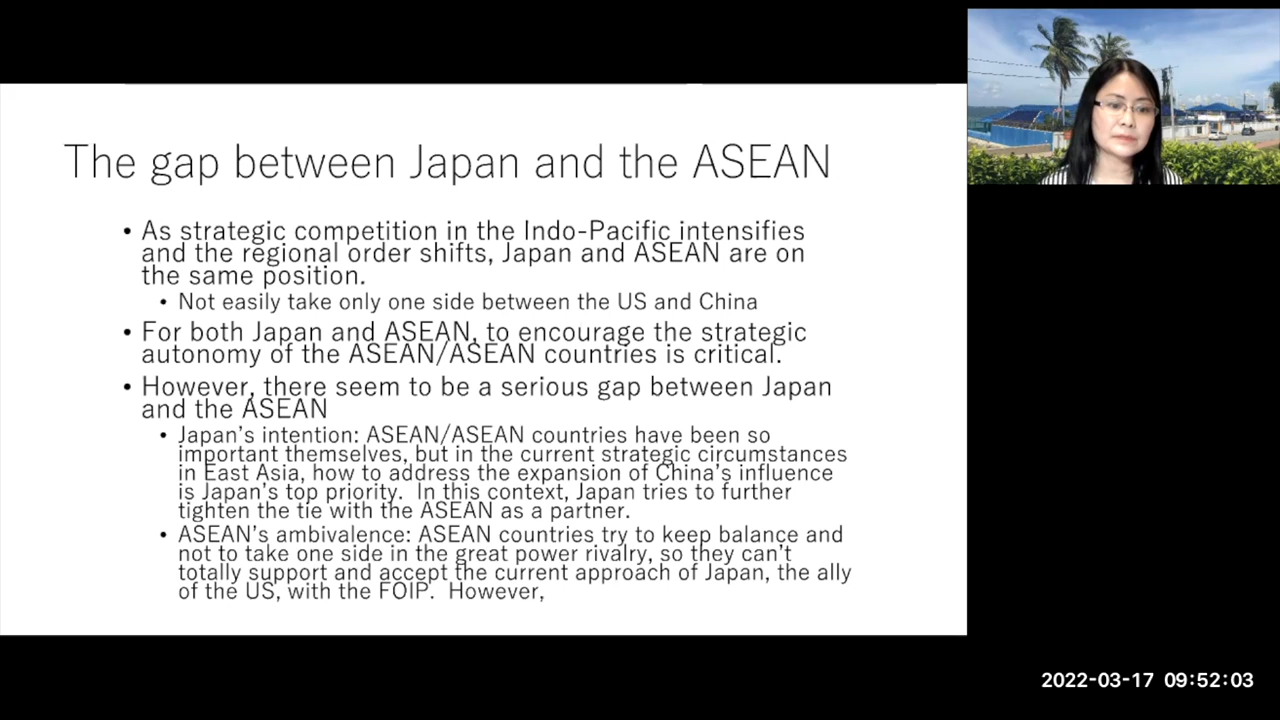 The gap between Japan and the ASEAN
• As strategic competition in the Indo-Pacific intensifies
and the regional order shifts, Japan and ASEAN are on
the same position.
• Not easily take only one side between the US and China
• For both Japan and ASEAN, to encourage the strategic
autonomy of the ASEAN/ASEAN countries is critical.
• However, there seem to be a serious gap between Japan
and the ASEAN
• Japan's intention: ASEAN/ASEAN countries have been so
important themselves, but in the current strategic circumstances
in East Asia, how to address the expansion of China's influence
is Japan's top priority. In this context, Japan tries to further
tighten the tie with the ASEAN as a partner.
• ASEAN's ambivalence: ASEAN countries try to keep balance and
not to take one side in the great power rivalry, so they can't
totally support and accept the current approach of Japan, the ally
of the US, with the FOIP. However,
2022-03-17 09:52:03